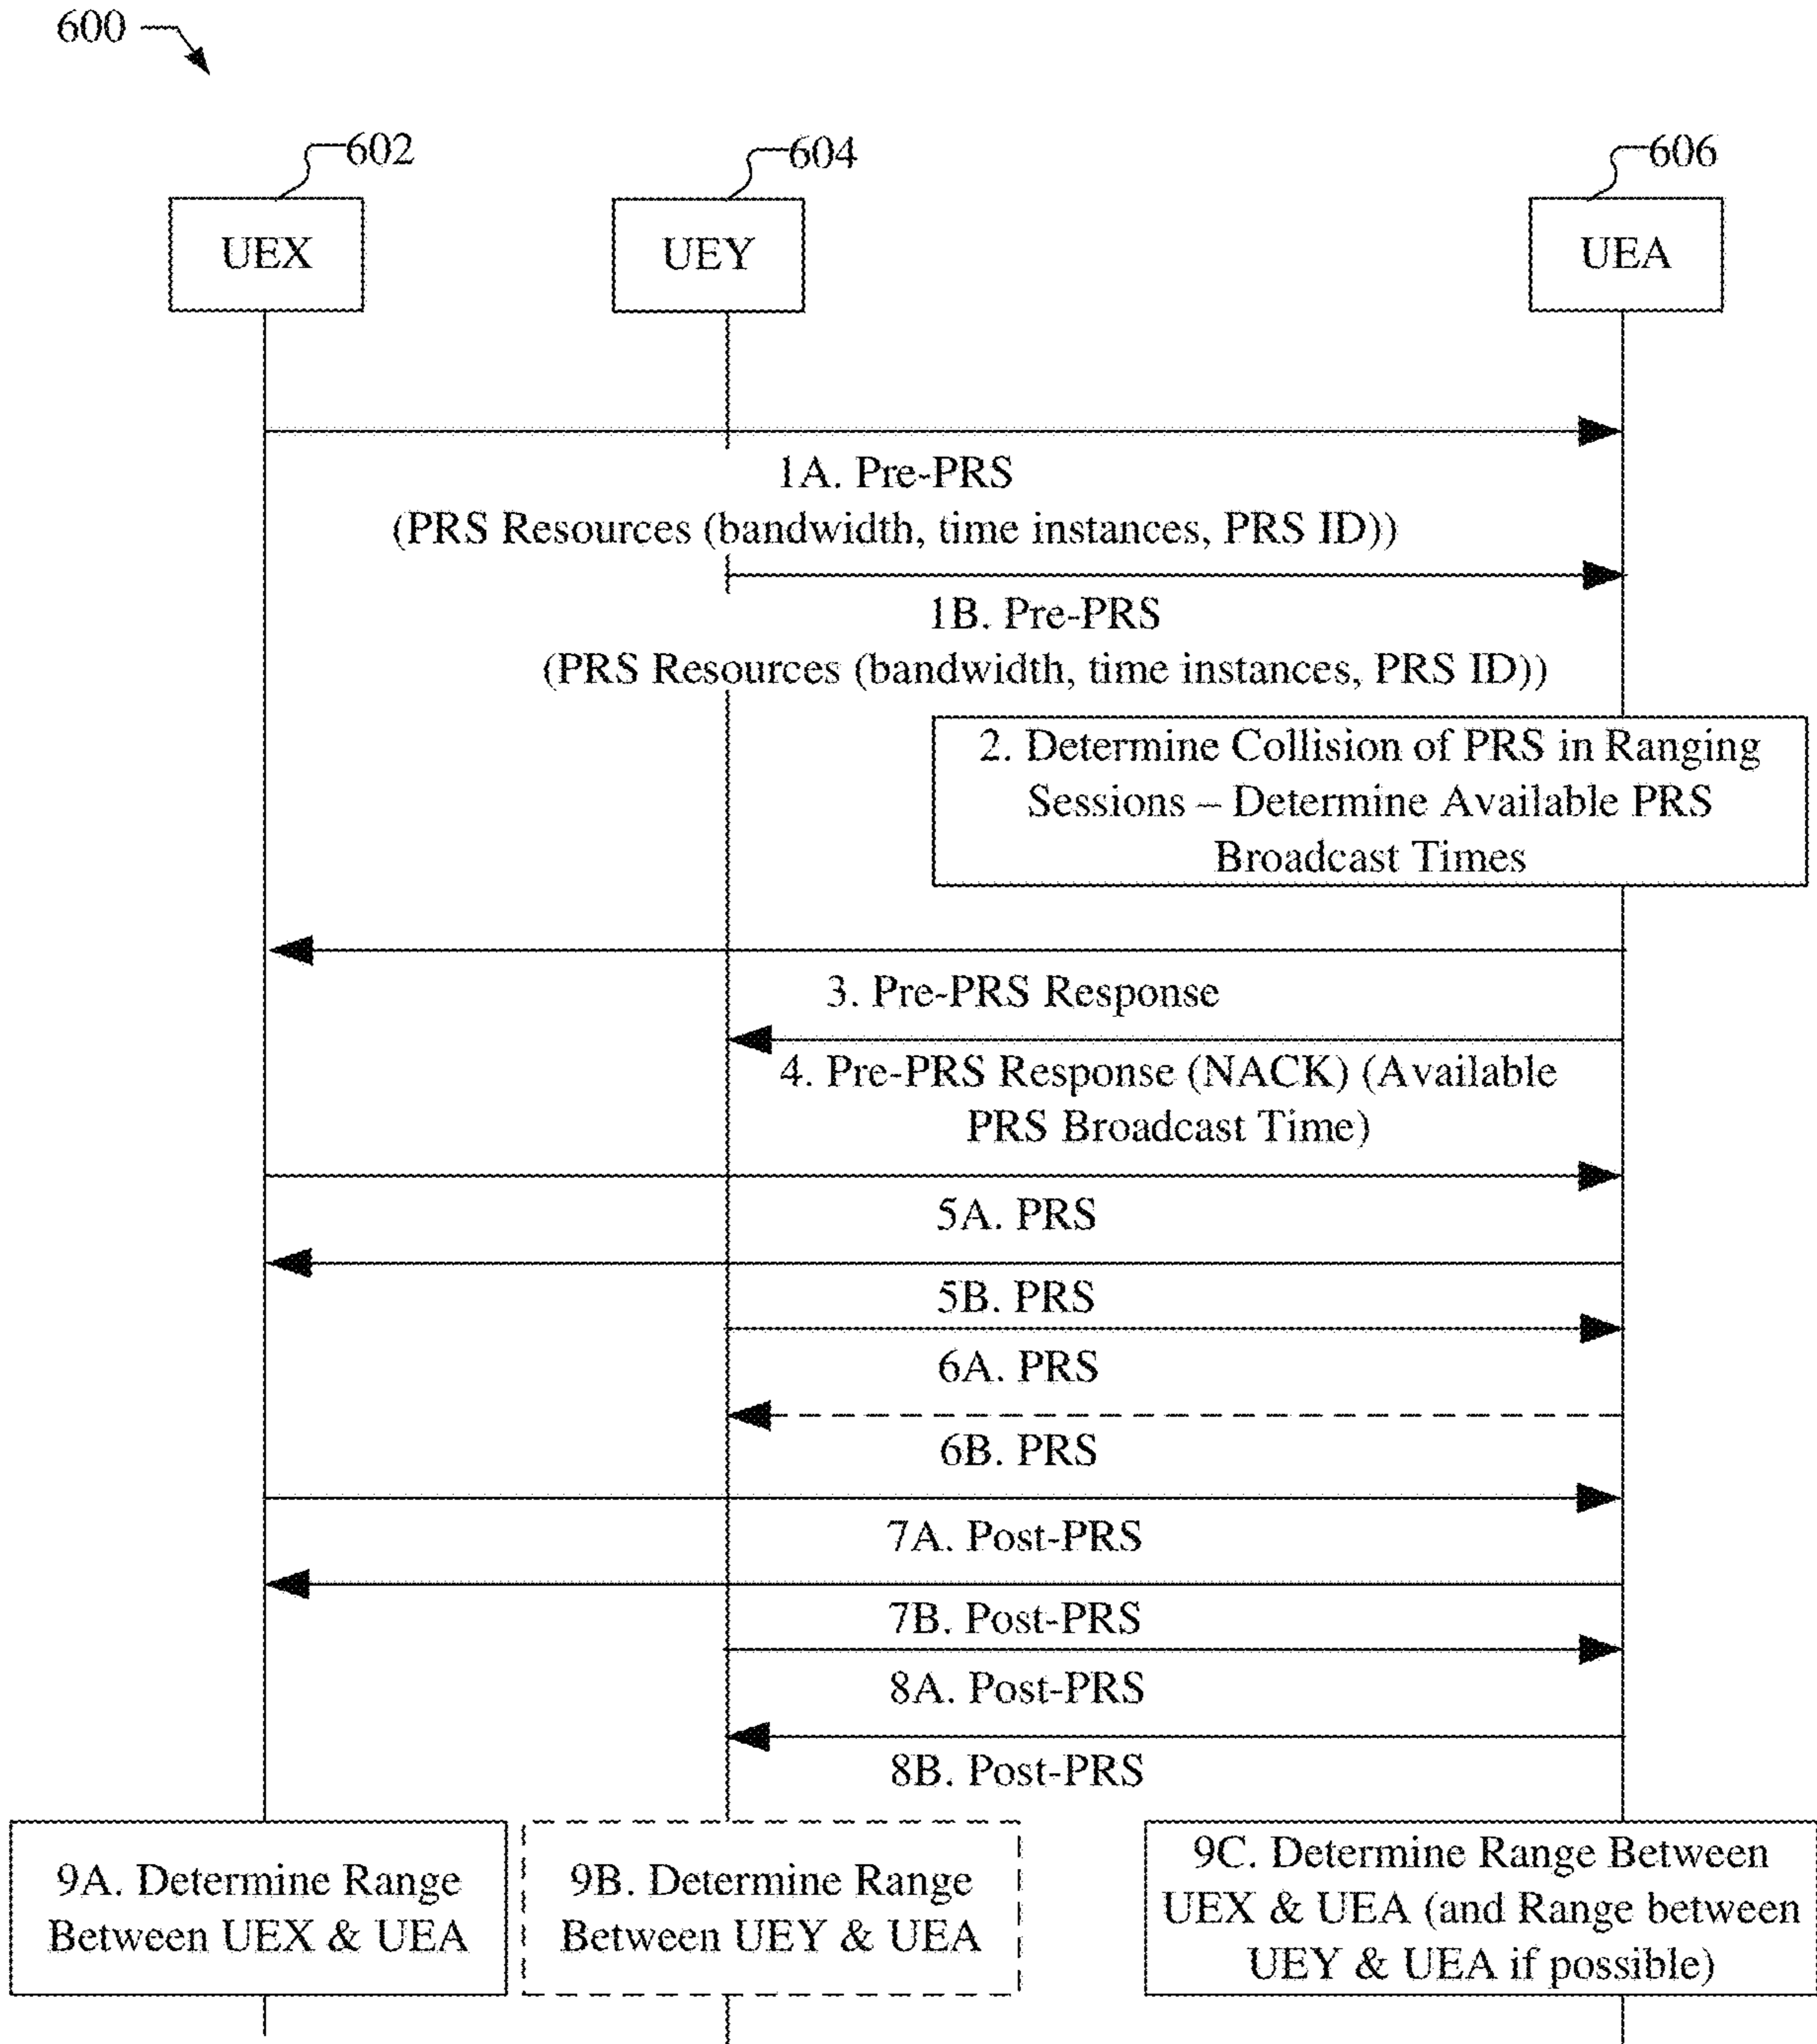 600
602
604
606
UEX
UEY
UEA
1A. Pre-PRS
(PRS Resources (bandwidth, time instances, PRS ID))
1B. Pre-PRS
(PRS Resources (bandwidth, time instances, PRS ID))
2. Determine Collision of PRS in Ranging
Sessions – Determine Available PRS
Broadcast Times
3. Pre-PRS Response
4. Pre-PRS Response (NACK) (Available
PRS Broadcast Time)
5A. PRS
5B. PRS
6A. PRS
6B. PRS
7A. Post-PRS
7B. Post-PRS
8A. Post-PRS
8B. Post-PRS
9A. Determine Range
Between UEX & UEA
9B. Determine Range
Between UEY & UEA
9C. Determine Range Between
UEX & UEA (and Range between
UEY & UEA if possible)